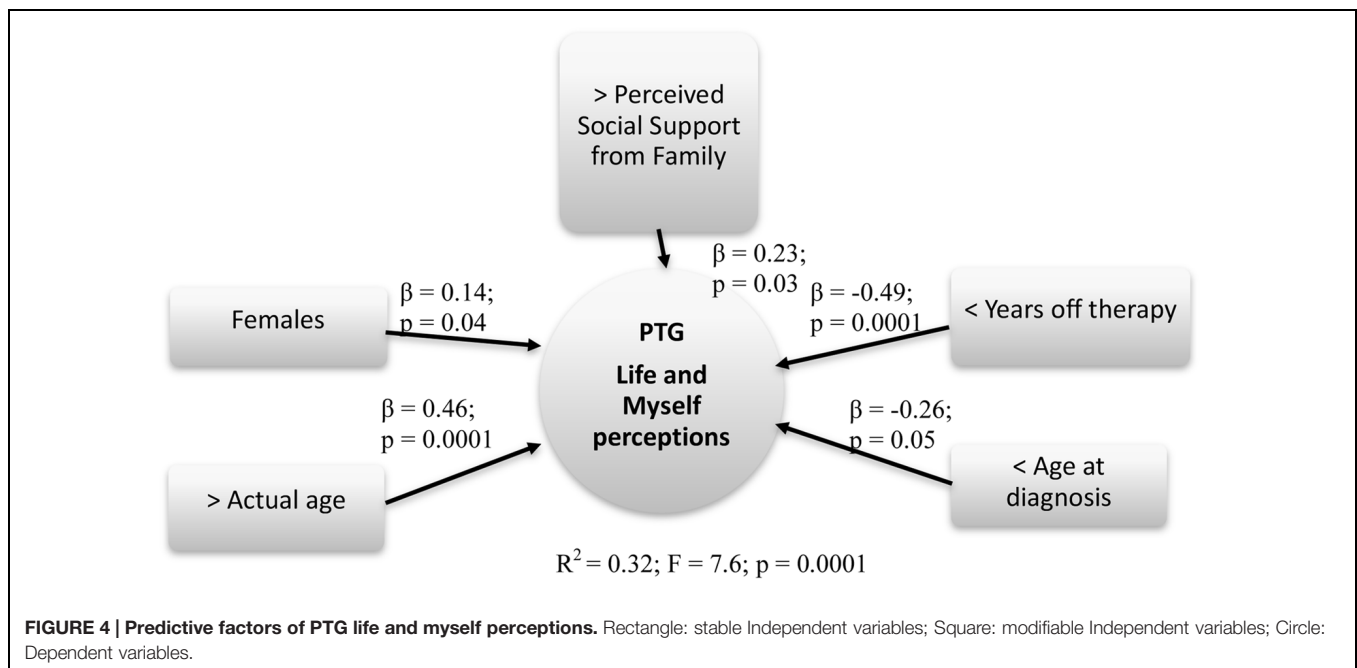 > Perceived
Social Support
from Family
β = 0.23;
p = 0.03
Females
β = 0.14;
p = 0.04
β = -0.49;
p = 0.0001
< Years off therapy
PTG
Life and
Myself
perceptions
> Actual age
β = 0.46;
p = 0.0001
β = -0.26;
p = 0.05
< Age at
diagnosis
R² = 0.32; F = 7.6; p = 0.0001
FIGURE 4 | Predictive factors of PTG life and myself perceptions. Rectangle: stable Independent variables; Square: modifiable Independent variables; Circle:
Dependent variables.